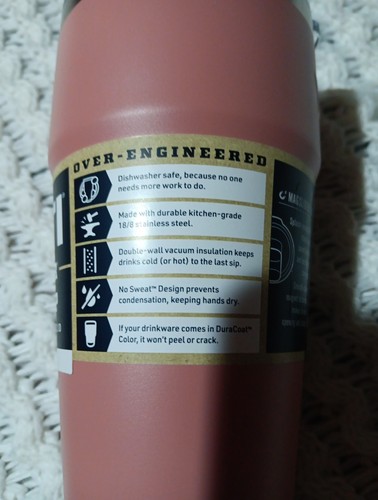 OVER-ENGINEERED
Dishwasher safe, because no one
needs more work to do.
Made with durable kitchen-grade
18/8 stainless steel.
Double-wall vacuum insulation keeps
drinks cold (or hot) to the last sip.
No Sweat™ Design prevents
condensation, keeping hands dry.
If your drinkware comes in DuraCoat™
Color, it won't peel or crack.